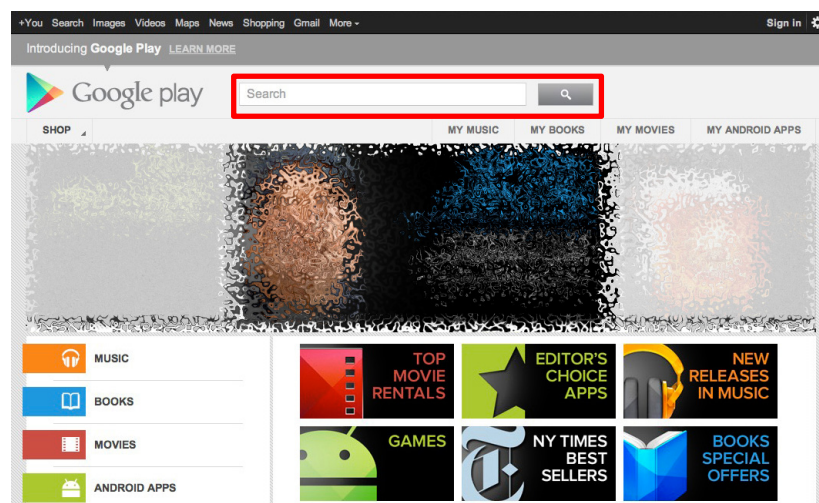 +You Search Images Videos Maps News Shopping Gmail More
Sign in
Introducing Google Play LEARN MORE
Google play
Search
SHOP
MY MUSIC MY BOOKS MY MOVIES MY ANDROID APPS
MUSIC
BOOKS
MOVIES
ANDROID APPS
TOP
MOVIE
RENTALS
EDITOR'S
CHOICE
APPS
NEW
RELEASES
IN MUSIC
GAMES
NY TIMES
BEST
SELLERS
BOOKS
SPECIAL
OFFERS